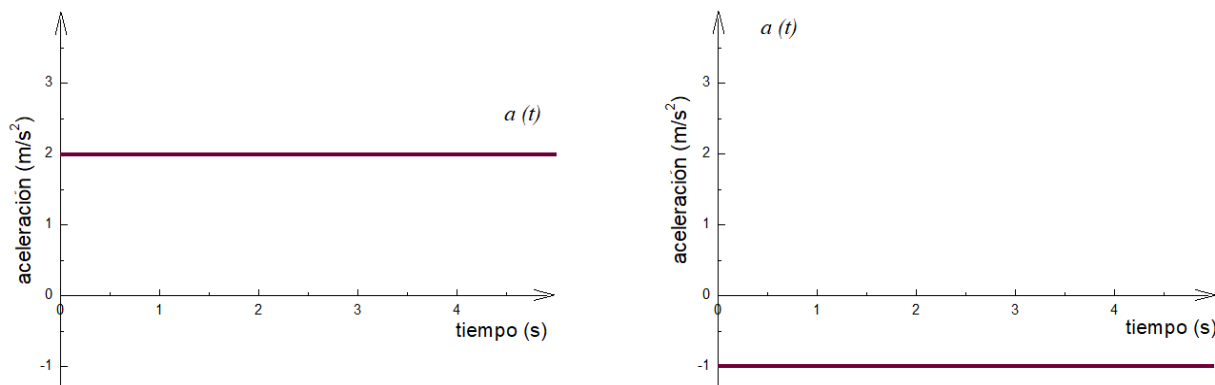 a (t)
aceleración (m/s²)
3
2
1
0
-1
0 1 2 3 4
tiempo (s)
a (t)
aceleración (m/s²)
3
2
1
0
-1
0 1 2 3 4
tiempo (s)